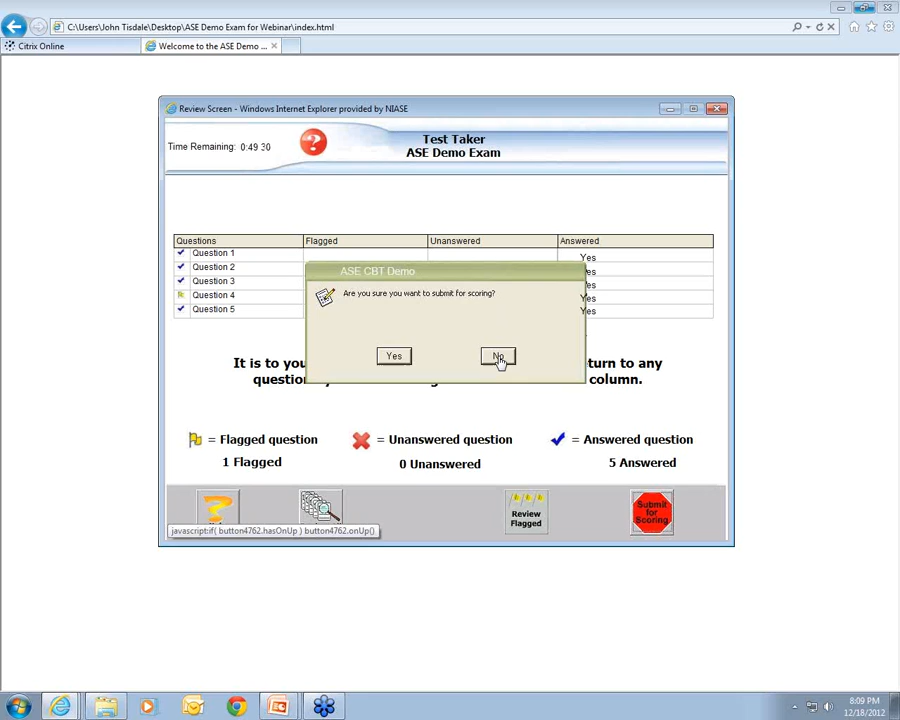 C:\Users\John Tisdale\Desktop\ASE Demo Exam for Webinar\index.html
Citrix Online
Welcome to the ASE Demo ...
Review Screen - Windows Internet Explorer provided by NIASE
Time Remaining: 0:49:30
Test Taker
ASE Demo Exam
Questions Flagged Unanswered Answered
Question 1 Yes
Question 2 es
Question 3 es
Question 4 Yes
Question 5 Yes
ASE CBT Demo
Are you sure you want to submit for scoring?
Yes No
It is to you turn to any
question column.
= Flagged question = Unanswered question = Answered question
1 Flagged 0 Unanswered 5 Answered
Review
Flagged
Submit
for
Scoring
javascript:if( button4762.hasOnUp ) button4762.onUp()
8:09 PM
12/18/2012